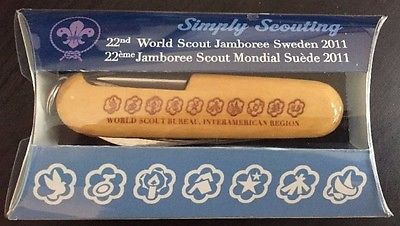 Simply Scouting
22nd World Scout Jamboree Sweden 2011
22ème Jamboree Scout Mondial Suède 2011
WORLD SCOUT BUREAU, INTERAMERICAN REGION